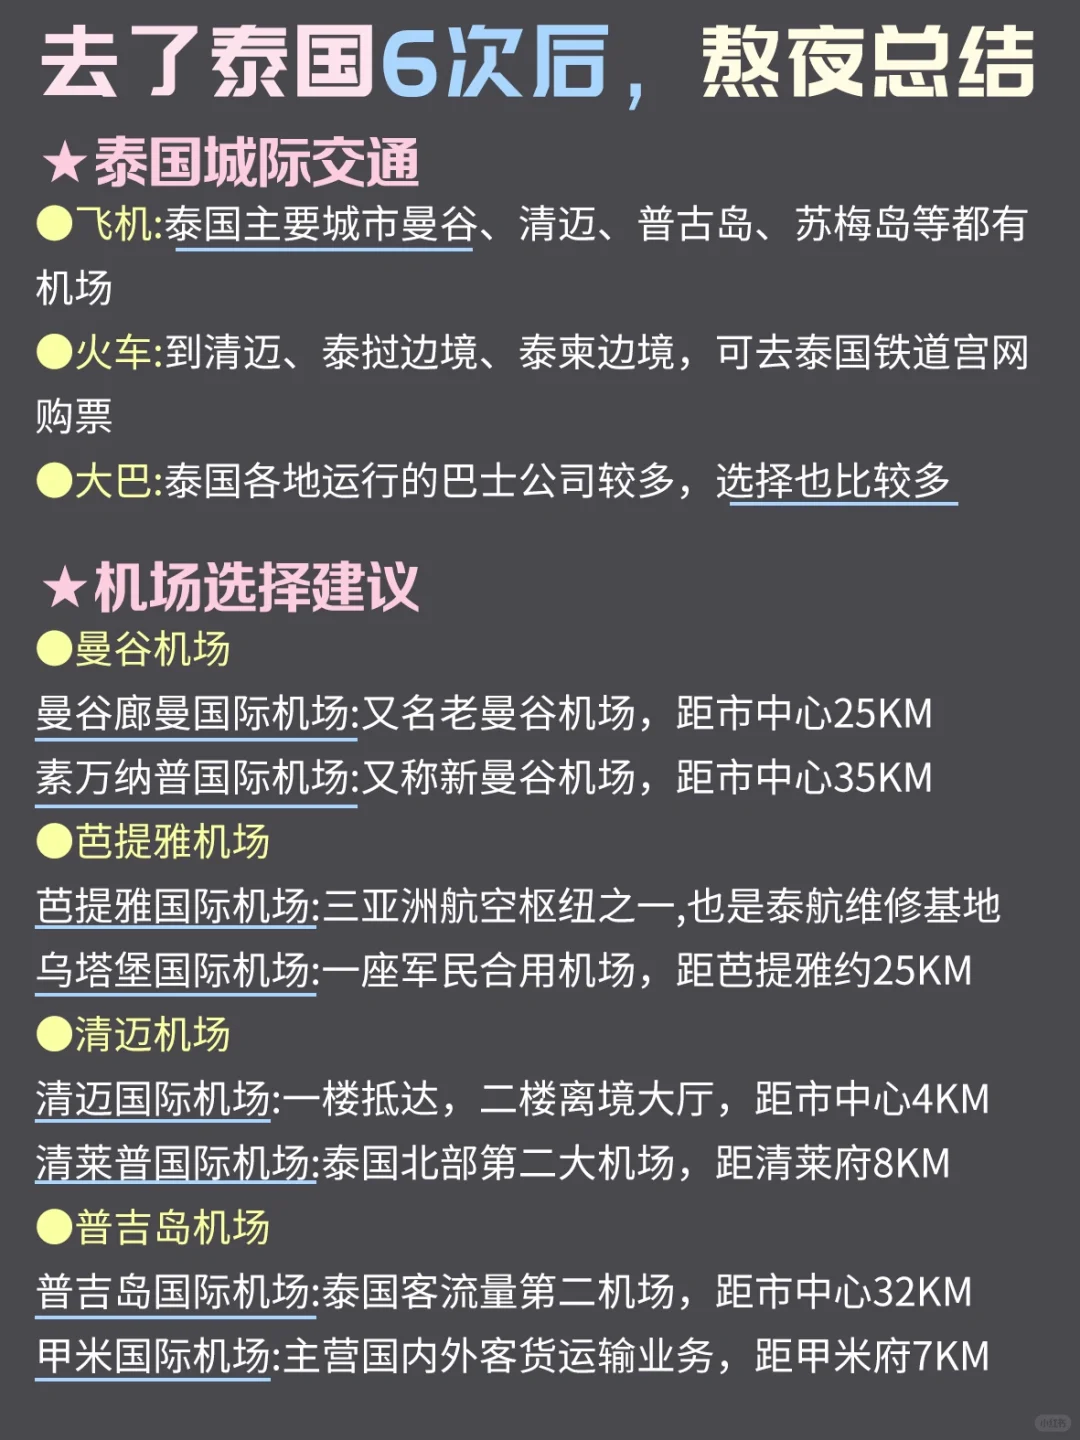 去了泰国6次后，熬夜总结
★泰国城际交通
●飞机:泰国主要城市曼谷、清迈、普古岛、苏梅岛等都有
机场
●火车:到清迈、泰挝边境、泰柬边境，可去泰国铁道宫网
购票
●大巴:泰国各地运行的巴士公司较多，选择也比较多
★机场选择建议
●曼谷机场
曼谷廊曼国际机场:又名老曼谷机场，距市中心25KM
素万纳普国际机场:又称新曼谷机场，距市中心35KM
●芭提雅机场
芭提雅国际机场:三亚洲航空枢纽之一,也是泰航维修基地
乌塔堡国际机场:一座军民合用机场，距芭提雅约25KM
●清迈机场
清迈国际机场:一楼抵达，二楼离境大厅，距市中心4KM
清莱普国际机场:泰国北部第二大机场，距清莱府8KM
●普吉岛机场
普吉岛国际机场:泰国客流量第二机场，距市中心32KM
甲米国际机场:主营国内外客货运输业务，距甲米府7KM
小红书